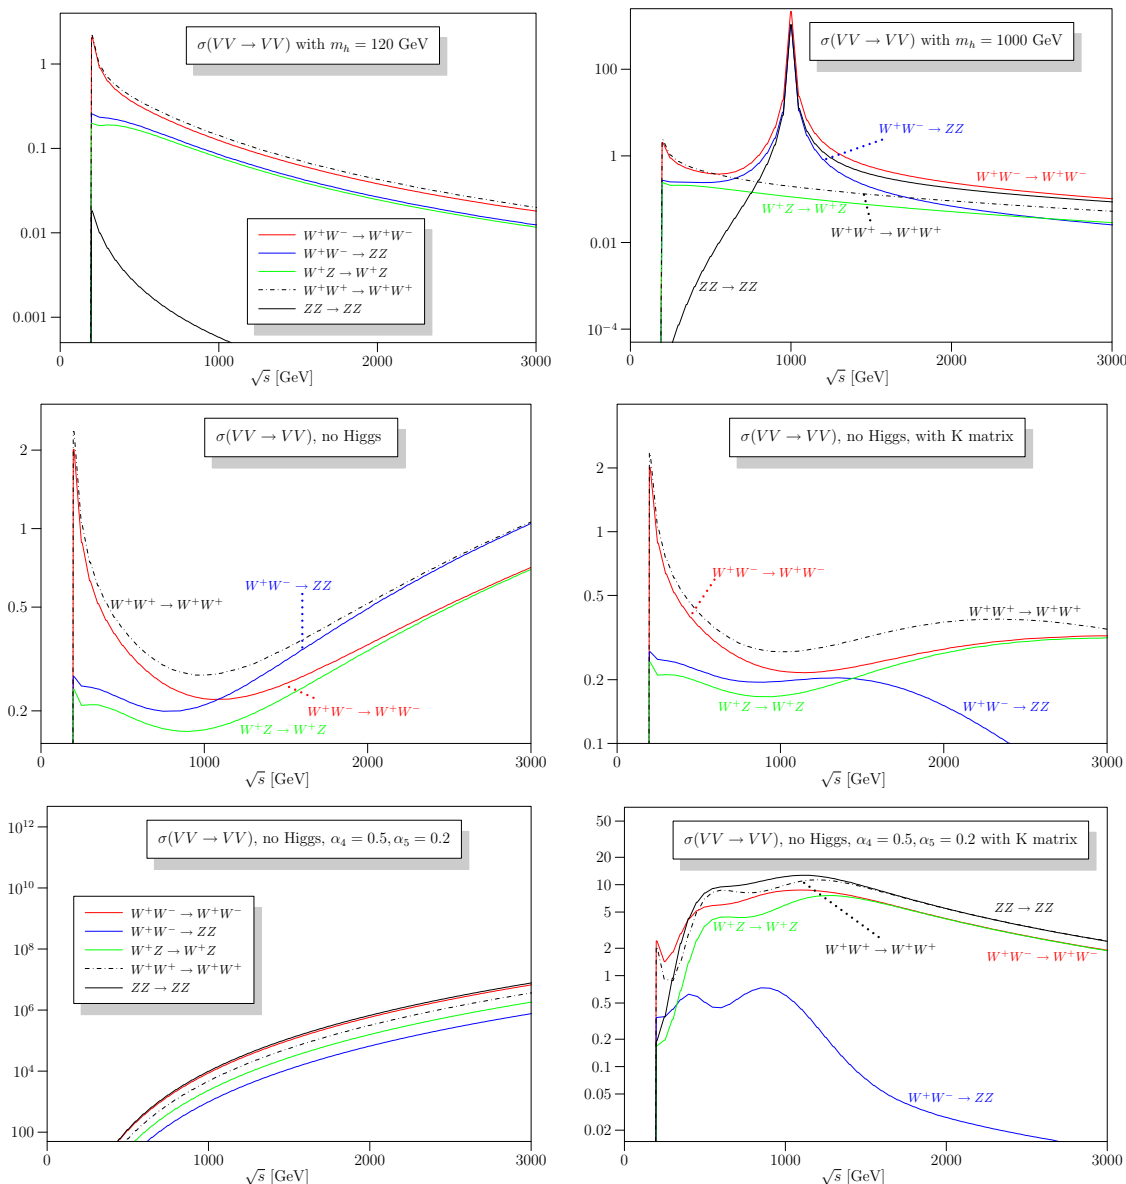 σ(VV → VV) with m_h = 120 GeV
1
0.1
0.01
0.001
W⁺W⁻ → W⁺W⁻
W⁺W⁻ → ZZ
W⁺Z → W⁺Z
W⁺W⁺ → W⁺W⁺
ZZ → ZZ
0 1000 2000 3000
√s [GeV]
σ(VV → VV) with m_h = 1000 GeV
100
1
0.01
10⁻⁴
W⁺W⁻ → ZZ
W⁺W⁻ → W⁺W⁻
W⁺Z → W⁺Z
W⁺W⁺ → W⁺W⁺
ZZ → ZZ
0 1000 2000 3000
√s [GeV]
σ(VV → VV), no Higgs
2
1
0.5
0.2
W⁺W⁻ → ZZ
W⁺W⁺ → W⁺W⁺
W⁺W⁻ → W⁺W⁻
W⁺Z → W⁺Z
0 1000 2000 3000
√s [GeV]
σ(VV → VV), no Higgs, with K matrix
2
1
0.5
0.2
0.1
W⁺W⁻ → W⁺W⁻
W⁺W⁺ → W⁺W⁺
W⁺Z → W⁺Z
W⁺W⁻ → ZZ
0 1000 2000 3000
√s [GeV]
σ(VV → VV), no Higgs, α₄ = 0.5, α₅ = 0.2
10¹²
10¹⁰
10⁸
10⁶
10⁴
100
W⁺W⁻ → W⁺W⁻
W⁺W⁻ → ZZ
W⁺Z → W⁺Z
W⁺W⁺ → W⁺W⁺
ZZ → ZZ
0 1000 2000 3000
√s [GeV]
σ(VV → VV), no Higgs, α₄ = 0.5, α₅ = 0.2 with K matrix
50
20
10
5
2
1
0.5
0.2
0.1
0.05
0.02
ZZ → ZZ
W⁺Z → W⁺Z
W⁺W⁺ → W⁺W⁺
W⁺W⁻ → W⁺W⁻
W⁺W⁻ → ZZ
0 1000 2000 3000
√s [GeV]